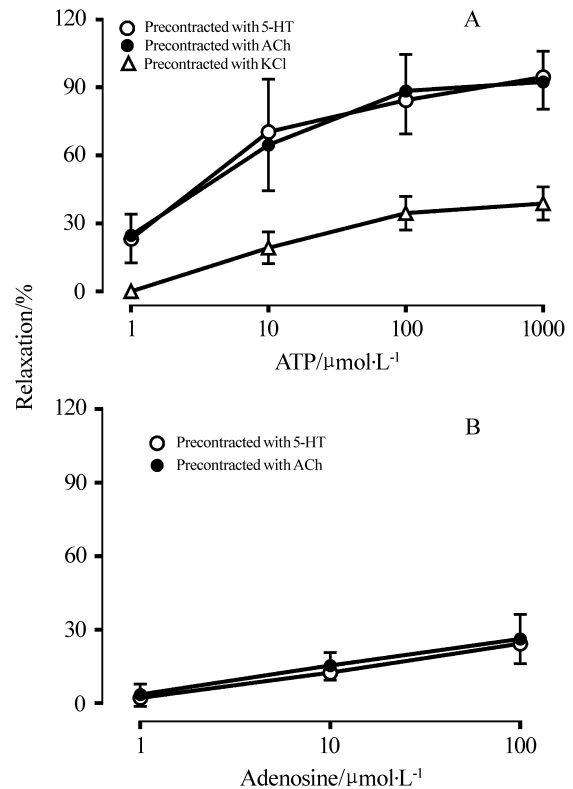 120
A
Precontracted with 5-HT
Precontracted with ACh
Precontracted with KCl
90
60
30
0
1 10 100 1000
ATP/μmol·L⁻¹
Relaxation/%
120
B
Precontracted with 5-HT
Precontracted with ACh
90
60
30
0
1 10 100
Adenosine/μmol·L⁻¹